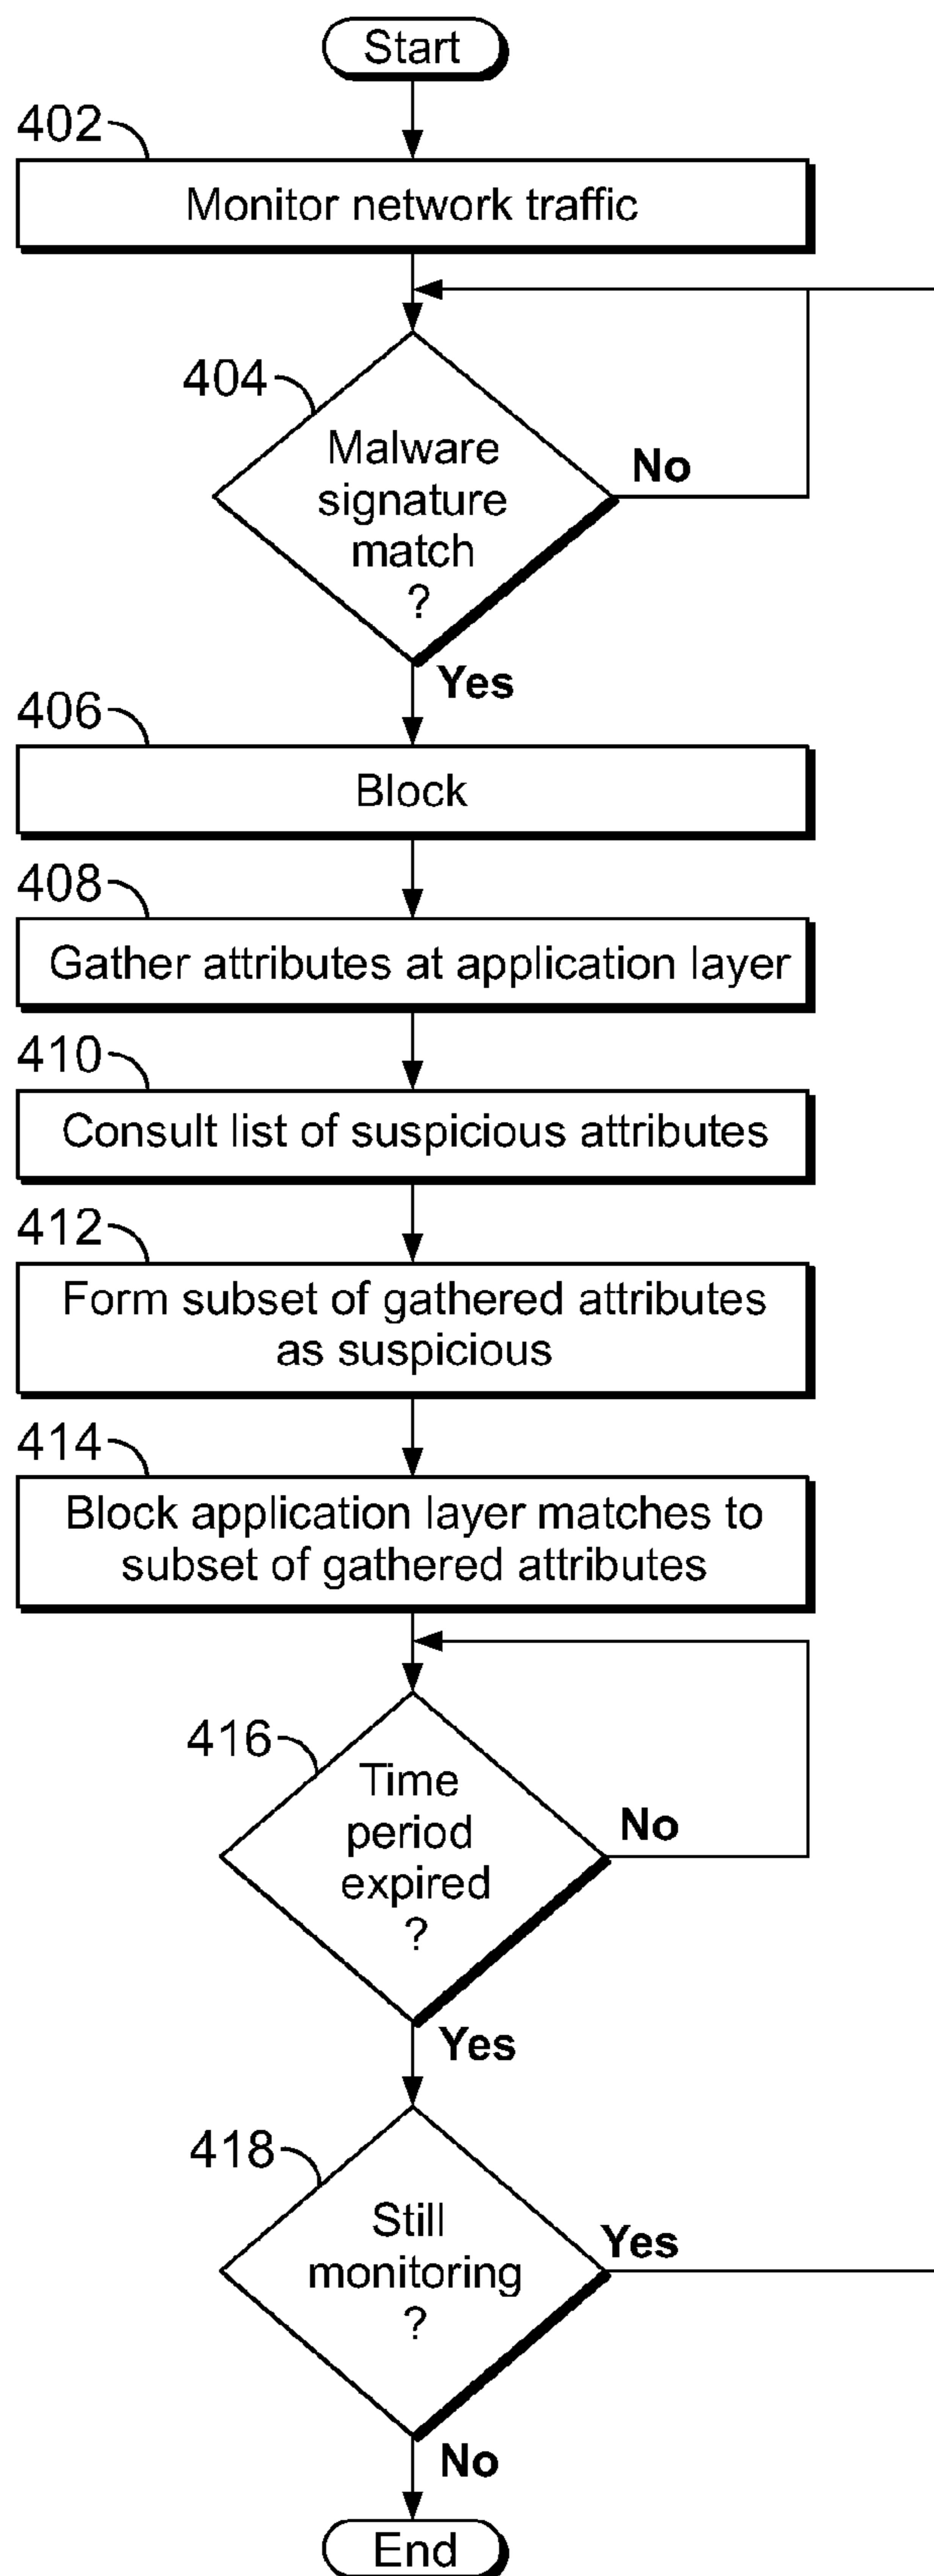 Start
402
Monitor network traffic
404
Malware
signature
match
?
No
Yes
406
Block
408
Gather attributes at application layer
410
Consult list of suspicious attributes
412
Form subset of gathered attributes
as suspicious
414
Block application layer matches to
subset of gathered attributes
416
Time
period
expired
?
No
Yes
418
Still
monitoring
?
Yes
No
End